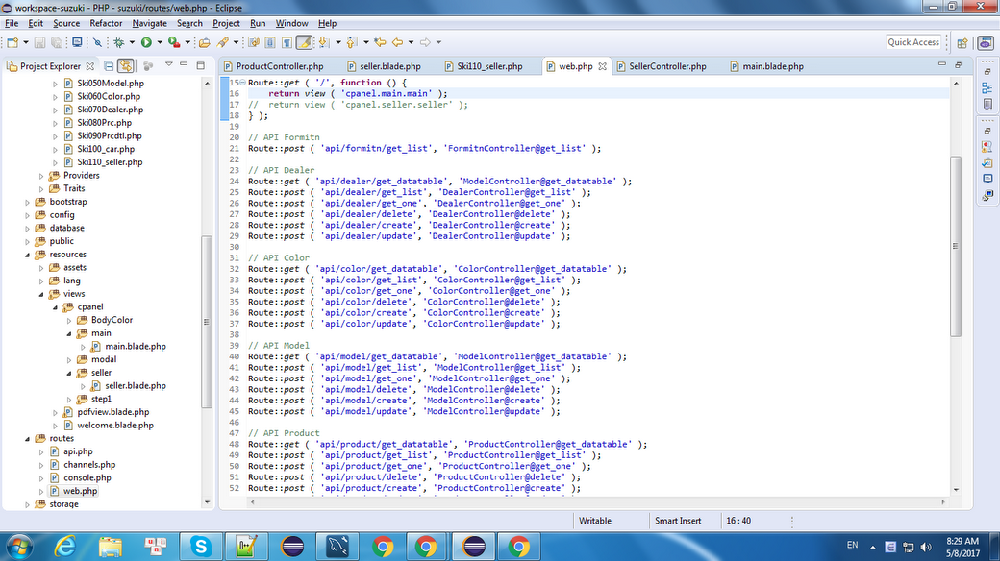 workspace-suzuki - PHP - suzuki/routes/web.php - Eclipse
File Edit Source Refactor Navigate Search Project Run Window Help
Quick Access
Project Explorer
ProductController.php seller.blade.php Ski110_seller.php web.php SellerController.php main.blade.php
Ski050Model.php
Ski060Color.php
Ski070Dealer.php
Ski080Prc.php
Ski090Prcdtl.php
Ski100_car.php
Ski110_seller.php
Providers
Traits
bootstrap
config
database
public
resources
assets
lang
views
cpanel
BodyColor
main
main.blade.php
modal
seller
seller.blade.php
step1
pdfview.blade.php
welcome.blade.php
routes
api.php
channels.php
console.php
web.php
storage
15 Route::get ( '/', function () {
16 return view ( 'cpanel.main.main' );
17 // return view ( 'cpanel.seller.seller' );
18 } );
19
20 // API Formitn
21 Route::post ( 'api/formitn/get_list', 'FormitnController@get_list' );
22
23 // API Dealer
24 Route::get ( 'api/dealer/get_datatable', 'ModelController@get_datatable' );
25 Route::post ( 'api/dealer/get_list', 'DealerController@get_list' );
26 Route::post ( 'api/dealer/get_one', 'DealerController@get_one' );
27 Route::post ( 'api/dealer/delete', 'DealerController@delete' );
28 Route::post ( 'api/dealer/create', 'DealerController@create' );
29 Route::post ( 'api/dealer/update', 'DealerController@update' );
30
31 // API Color
32 Route::get ( 'api/color/get_datatable', 'ColorController@get_datatable' );
33 Route::post ( 'api/color/get_list', 'ColorController@get_list' );
34 Route::post ( 'api/color/get_one', 'ColorController@get_one' );
35 Route::post ( 'api/color/delete', 'ColorController@delete' );
36 Route::post ( 'api/color/create', 'ColorController@create' );
37 Route::post ( 'api/color/update', 'ColorController@update' );
38
39 // API Model
40 Route::get ( 'api/model/get_datatable', 'ModelController@get_datatable' );
41 Route::post ( 'api/model/get_list', 'ModelController@get_list' );
42 Route::post ( 'api/model/get_one', 'ModelController@get_one' );
43 Route::post ( 'api/model/delete', 'ModelController@delete' );
44 Route::post ( 'api/model/create', 'ModelController@create' );
45 Route::post ( 'api/model/update', 'ModelController@update' );
46
47 // API Product
48 Route::get ( 'api/product/get_datatable', 'ProductController@get_datatable' );
49 Route::post ( 'api/product/get_list', 'ProductController@get_list' );
50 Route::post ( 'api/product/get_one', 'ProductController@get_one' );
51 Route::post ( 'api/product/delete', 'ProductController@delete' );
52 Route::post ( 'api/product/create', 'ProductController@create' );
Writable Smart Insert 16 : 40
EN 8:29 AM
5/8/2017